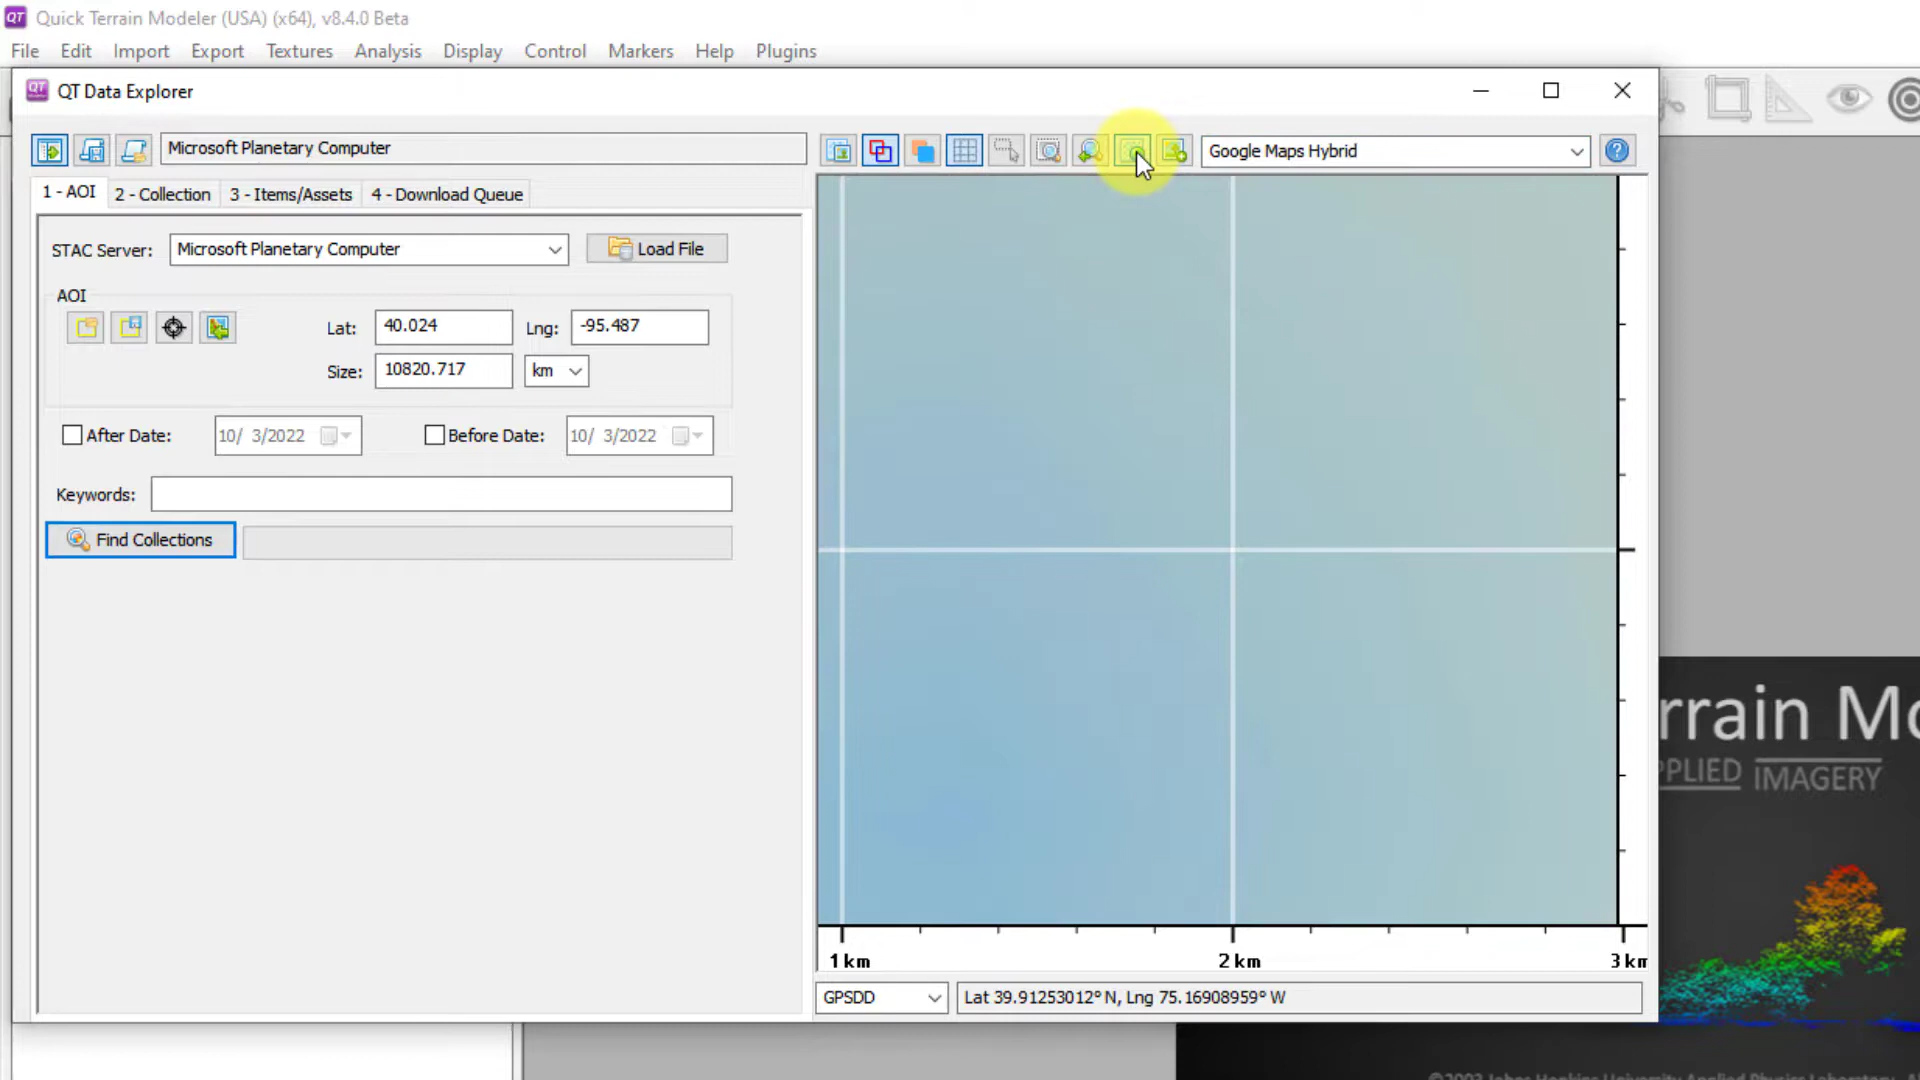 QT Quick Terrain Modeler (USA) (x64), v8.4.0 Beta
File Edit Import Export Textures Analysis Display Control Markers Help Plugins
QT QT Data Explorer
Microsoft Planetary Computer
Google Maps Hybrid
1 - AOI 2 - Collection 3 - Items/Assets 4 - Download Queue
STAC Server: Microsoft Planetary Computer Load File
AOI
Lat: 40.024 Lng: -95.487
Size: 10820.717 km
After Date: 10/ 3/2022 Before Date: 10/ 3/2022
Keywords:
Find Collections
1 km 2 km 3 km
GPSDD Lat 39.91253012° N, Lng 75.16908959° W
rrain Mo
PPLIED IMAGERY